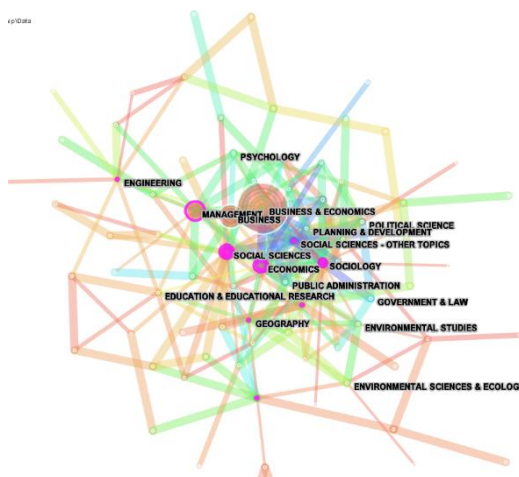 PSYCHOLOGY
ENGINEERING
MANAGEMENT
BUSINESS & ECONOMICS
BUSINESS
POLITICAL SCIENCE
PLANNING & DEVELOPMENT
SOCIAL SCIENCES - OTHER TOPICS
SOCIAL SCIENCES
SOCIOLOGY
ECONOMICS
PUBLIC ADMINISTRATION
EDUCATION & EDUCATIONAL RESEARCH
GOVERNMENT & LAW
GEOGRAPHY
ENVIRONMENTAL STUDIES
ENVIRONMENTAL SCIENCES & ECOLOG